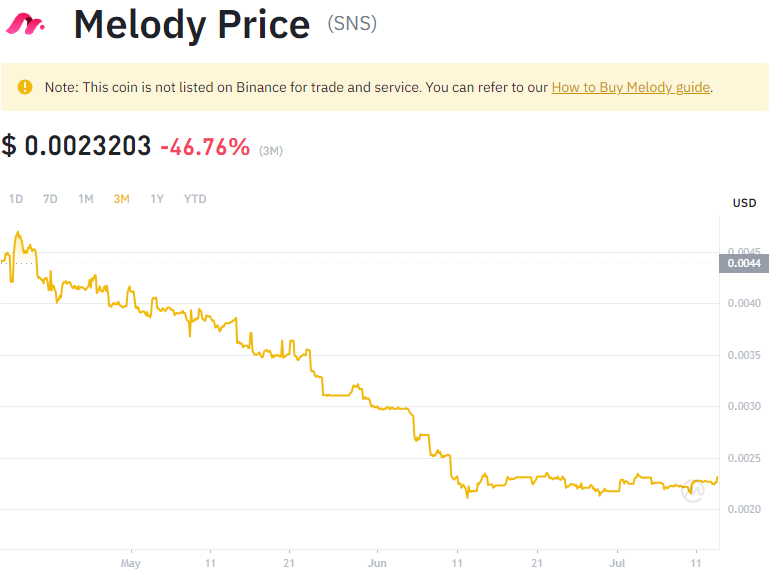 Melody Price (SNS)
Note: This coin is not listed on Binance for trade and service. You can refer to our How to Buy Melody guide.
$ 0.0023203 -46.76% (3M)
1D 7D 1M 3M 1Y YTD
USD
0.0045
0.0044
0.0040
0.0035
0.0030
0.0025
0.0020
May 11 21 Jun 11 21 Jul 11